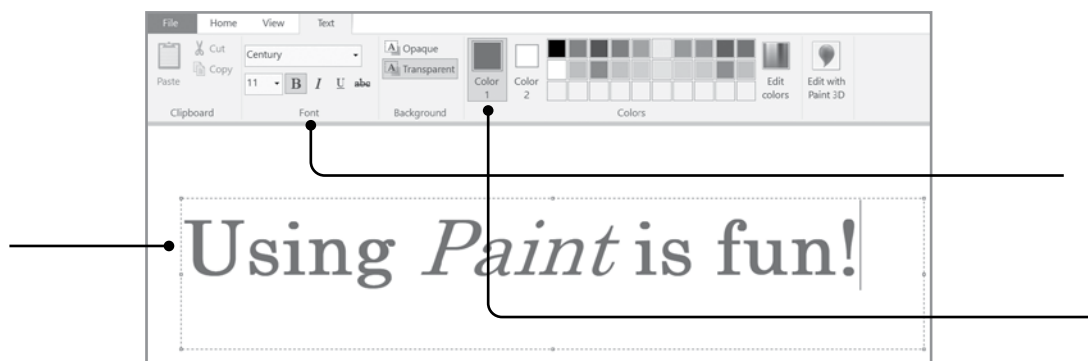 File Home View Text
Paste Cut Copy
Century
11 B I U abc
Opaque
Transparent
A
A
Color 1
Color 2
Edit colors
Edit with Paint 3D
Clipboard Font Background Colors
Using Paint is fun!